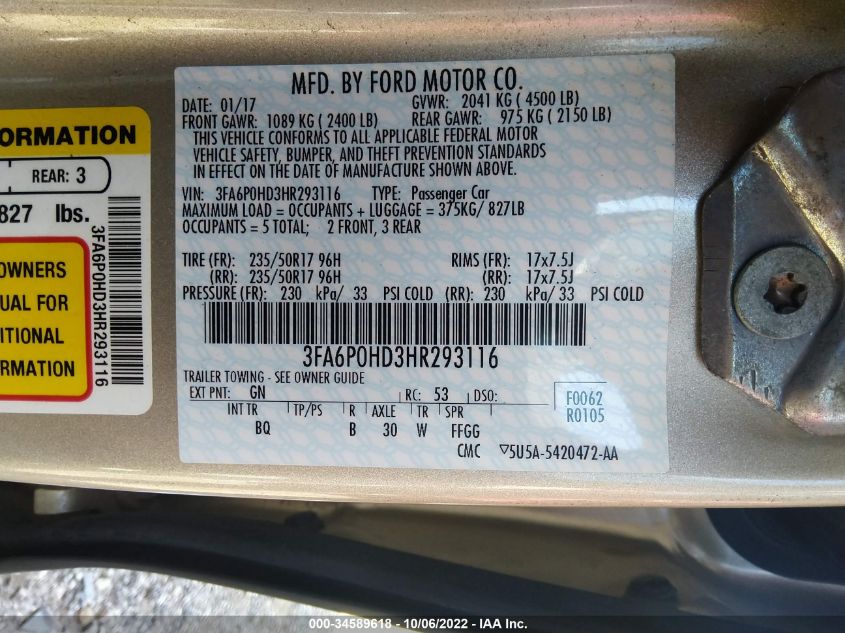 MFD. BY FORD MOTOR CO.
DATE: 01/17 GVWR: 2041 KG ( 4500 LB)
FRONT GAWR: 1089 KG ( 2400 LB) REAR GAWR: 975 KG ( 2150 LB)
THIS VEHICLE CONFORMS TO ALL APPLICABLE FEDERAL MOTOR
VEHICLE SAFETY, BUMPER, AND THEFT PREVENTION STANDARDS
IN EFFECT ON THE DATE OF MANUFACTURE SHOWN ABOVE.
VIN: 3FA6P0HD3HR293116 TYPE: Passenger Car
MAXIMUM LOAD = OCCUPANTS + LUGGAGE = 375KG/ 827LB
OCCUPANTS = 5 TOTAL; 2 FRONT, 3 REAR
TIRE (FR): 235/50R17 96H RIMS (FR): 17x7.5J
(RR): 235/50R17 96H (RR): 17x7.5J
PRESSURE (FR): 230 kPa/ 33 PSI COLD (RR): 230 kPa/ 33 PSI COLD
3FA6P0HD3HR293116
TRAILER TOWING - SEE OWNER GUIDE
EXT PNT: GN RC: 53 DSO:
INT TR TP/PS R AXLE TR SPR
BQ B 30 W FFGG
F0062
R0105
CMC ▽5U5A-5420472-AA
ORMATION
REAR: 3
827 lbs.
OWNERS
UAL FOR
ITIONAL
RMATION
3FA6P0HD3HR293116
000-34589618 - 10/06/2022 - IAA Inc.